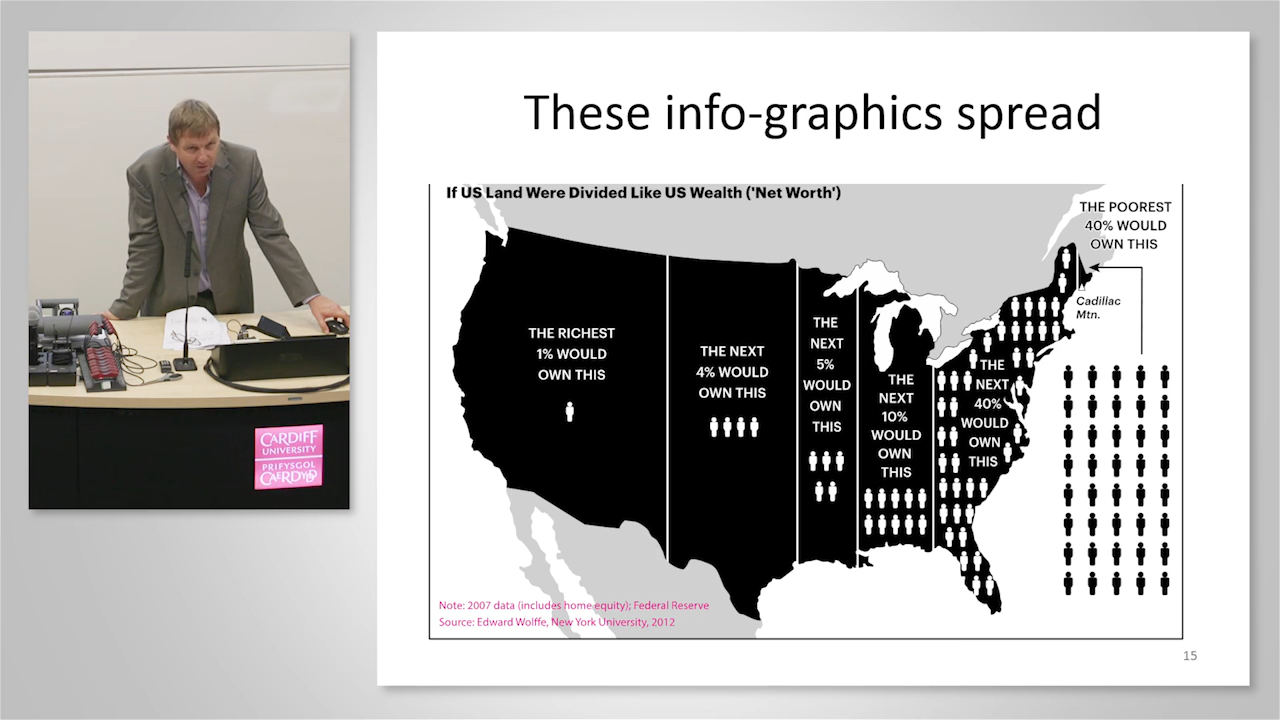 These info-graphics spread
If US Land Were Divided Like US Wealth ('Net Worth')
THE POOREST
40% WOULD
OWN THIS
Cadillac
Mtn.
THE RICHEST
1% WOULD
OWN THIS
THE NEXT
4% WOULD
OWN THIS
THE
NEXT
5%
WOULD
OWN
THIS
THE
NEXT
10%
WOULD
OWN
THIS
THE
NEXT
40%
WOULD
OWN
THIS
Note: 2007 data (includes home equity); Federal Reserve
Source: Edward Wolffe, New York University, 2012
15
CARDIFF
UNIVERSITY
PRIFYSGOL
CAERDYDD